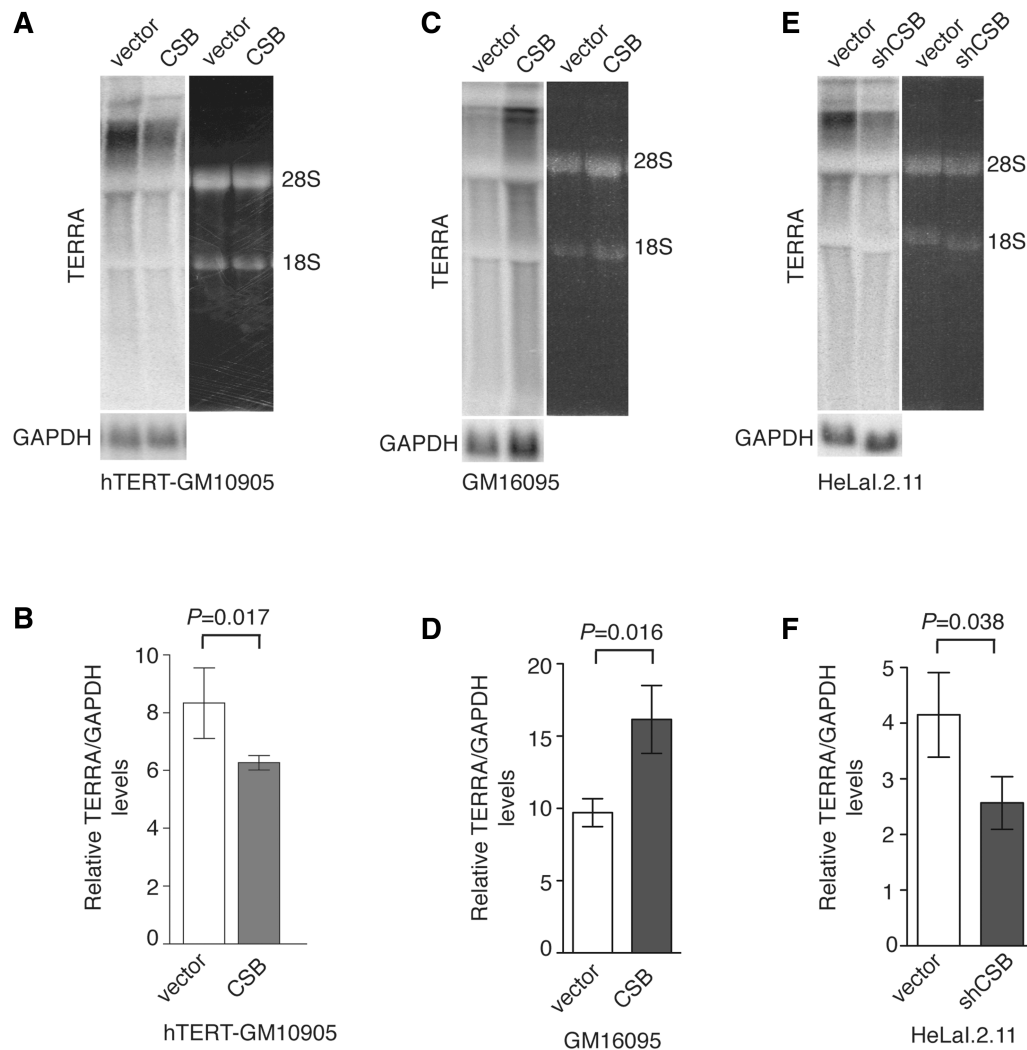 A
vector
CSB
vector
CSB
28S
18S
TERRA
GAPDH
hTERT-GM10905
C
vector
CSB
vector
CSB
28S
18S
TERRA
GAPDH
GM16095
E
vector
shCSB
vector
shCSB
28S
18S
TERRA
GAPDH
HeLaI.2.11
B
P=0.017
Relative TERRA/GAPDH
levels
10
8
6
4
2
0
vector
CSB
hTERT-GM10905
D
P=0.016
Relative TERRA/GAPDH
levels
20
15
10
5
0
vector
CSB
GM16095
F
P=0.038
Relative TERRA/GAPDH
levels
5
4
3
2
1
0
vector
shCSB
HeLaI.2.11